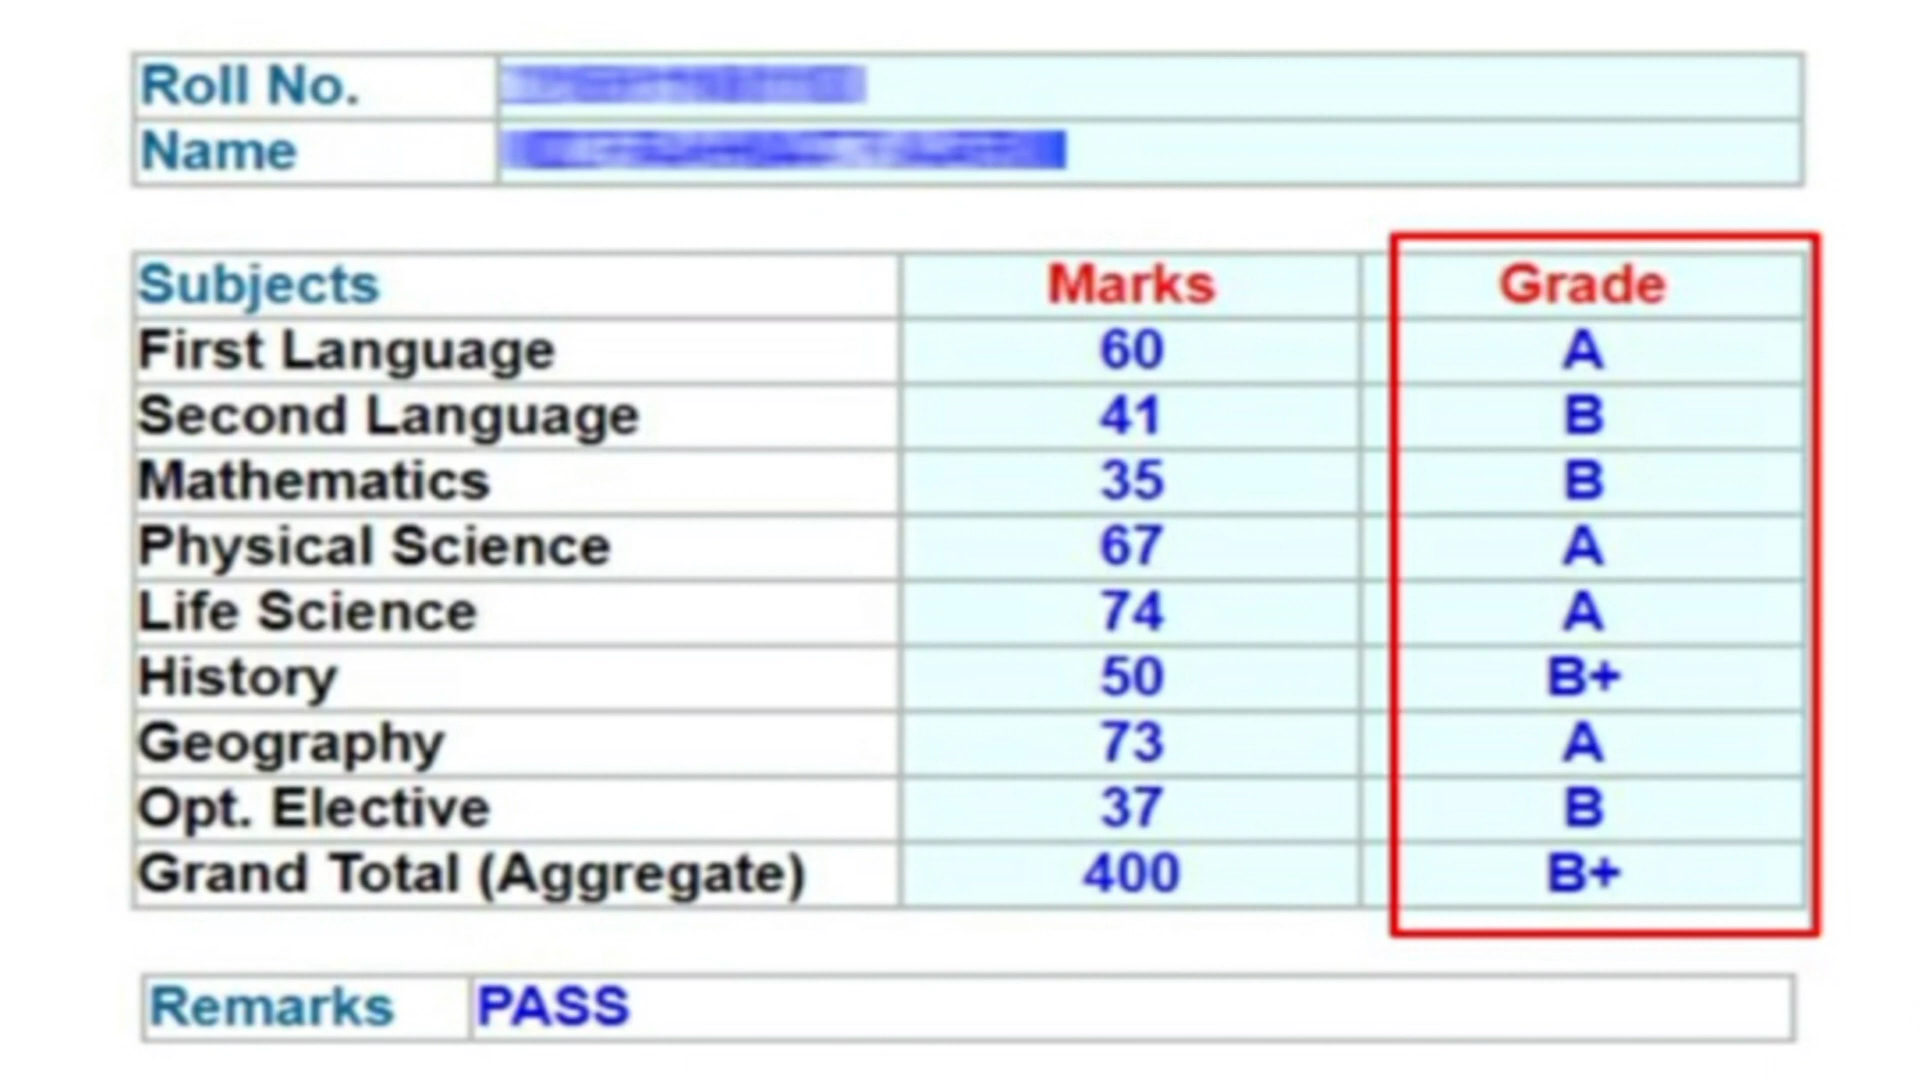 Roll No.
Name
Subjects Marks Grade
First Language 60 A
Second Language 41 B
Mathematics 35 B
Physical Science 67 A
Life Science 74 A
History 50 B+
Geography 73 A
Opt. Elective 37 B
Grand Total (Aggregate) 400 B+
Remarks PASS